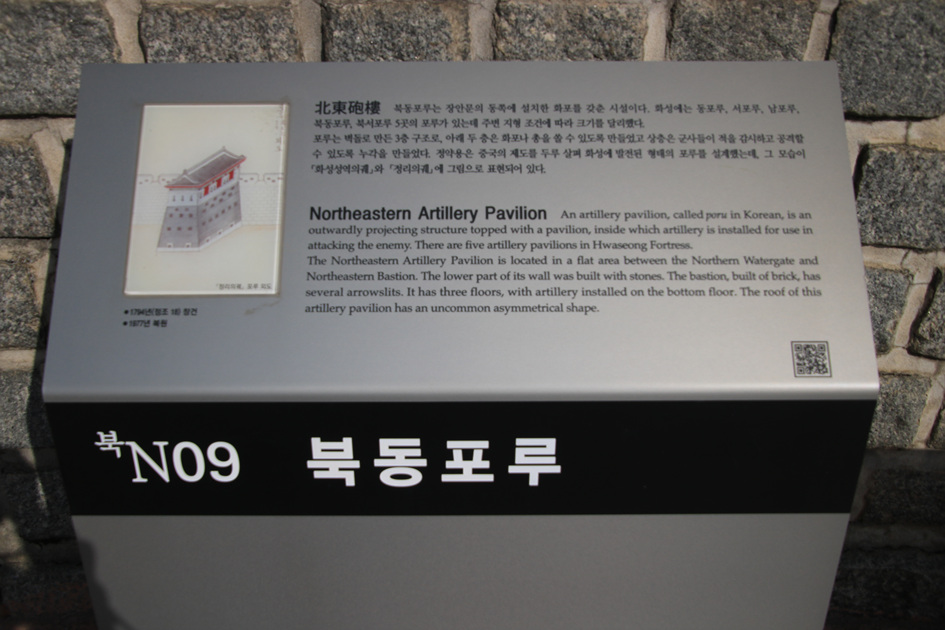 北東砲樓 북동포루는 장안문의 동쪽에 설치한 화포를 갖춘 시설이다. 화성에는 동포루, 서포루, 남포루,
북동포루, 북서포루 5곳의 포루가 있는데 주변 지형 조건에 따라 크기를 달리했다.
포루는 벽돌로 만든 3층 구조로, 아래 두 층은 화포나 총을 쏠 수 있도록 만들었고 상층은 군사들이 적을 감시하고 공격할
수 있도록 누각을 만들었다. 정약용은 중국의 제도를 두루 살펴 화성에 발전된 형태의 포루를 설계했는데, 그 모습이
『화성성역의궤』와 『정리의궤』에 그림으로 표현되어 있다.
Northeastern Artillery Pavilion An artillery pavilion, called poru in Korean, is an
outwardly projecting structure topped with a pavilion, inside which artillery is installed for use in
attacking the enemy. There are five artillery pavilions in Hwaseong Fortress.
The Northeastern Artillery Pavilion is located in a flat area between the Northern Watergate and
Northeastern Bastion. The lower part of its wall was built with stones. The bastion, built of brick, has
several arrowslits. It has three floors, with artillery installed on the bottom floor. The roof of this
artillery pavilion has an uncommon asymmetrical shape.
『정리의궤』, 포루 외도
■ 1794년(정조 18) 창건
■ 1977년 복원
북N09 북동포루